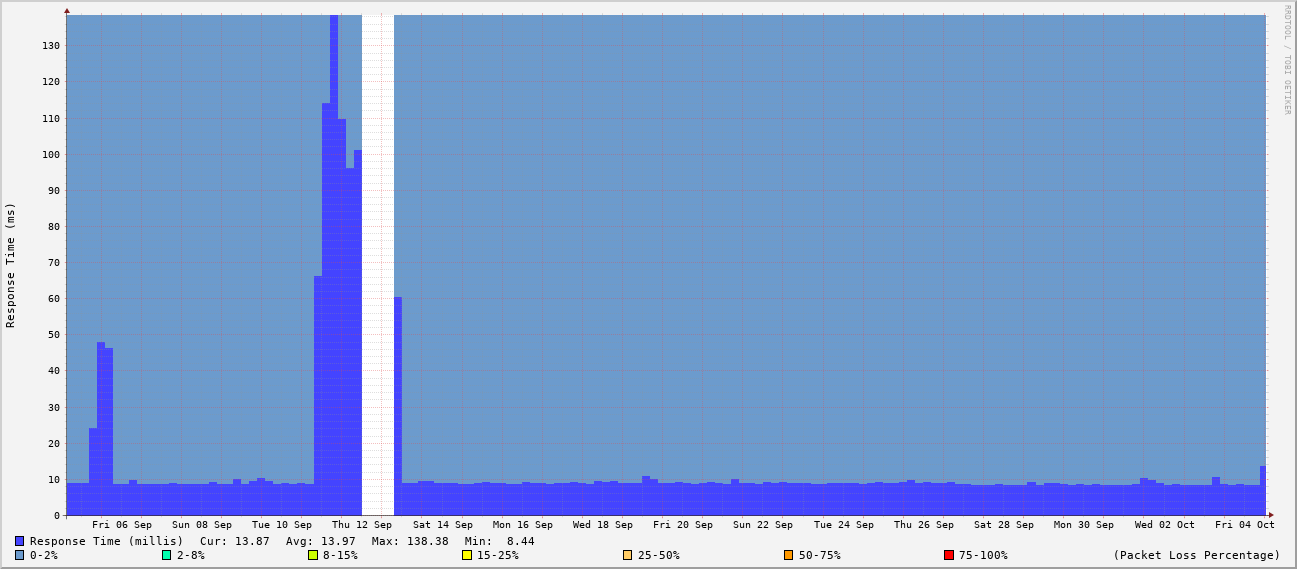 RRDTOOL / TOBI OETIKER
Response Time (ms)
130
120
110
100
90
80
70
60
50
40
30
20
10
0
Fri 06 Sep Sun 08 Sep Tue 10 Sep Thu 12 Sep Sat 14 Sep Mon 16 Sep Wed 18 Sep Fri 20 Sep Sun 22 Sep Tue 24 Sep Thu 26 Sep Sat 28 Sep Mon 30 Sep Wed 02 Oct Fri 04 Oct
Response Time (millis) Cur: 13.87 Avg: 13.97 Max: 138.38 Min: 8.44
0-2% 2-8% 8-15% 15-25% 25-50% 50-75% 75-100% (Packet Loss Percentage)